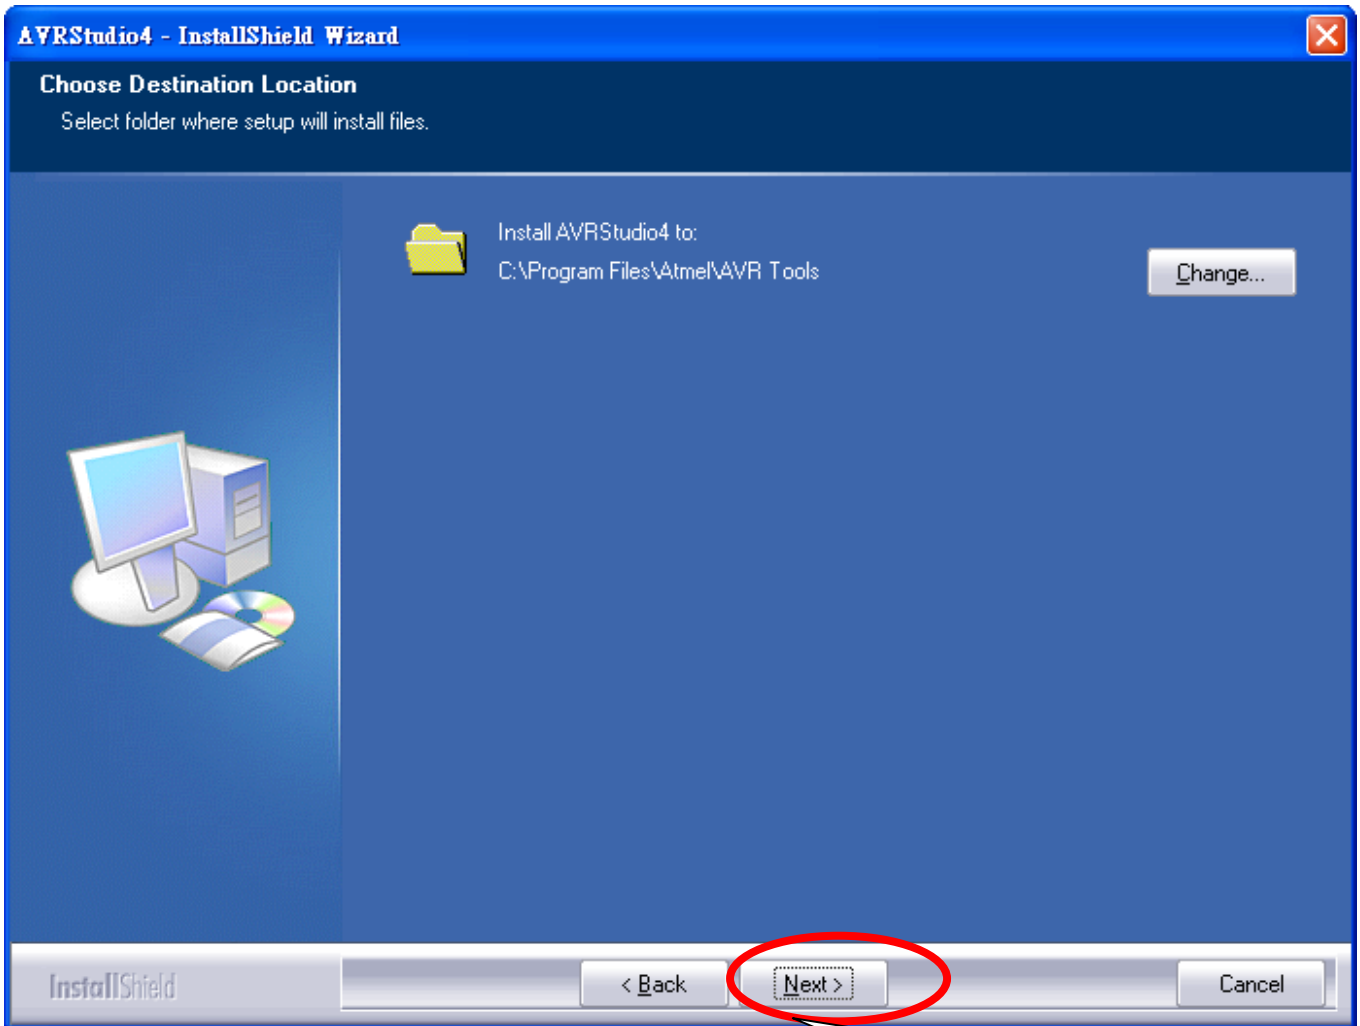 AVRStudio4 - InstallShield Wizard
Choose Destination Location
Select folder where setup will install files.
Install AVRStudio4 to:
C:\Program Files\Atmel\AVR Tools
Change...
InstallShield
< Back
Next >
Cancel